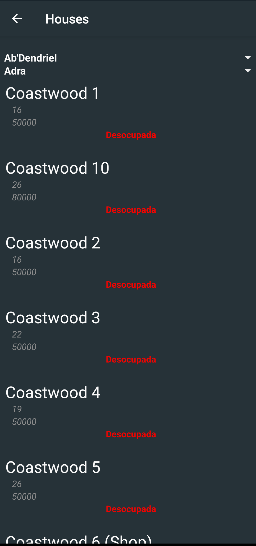 Houses
Ab'Dendriel
Adra
Coastwood 1
16
50000
Desocupada
Coastwood 10
26
80000
Desocupada
Coastwood 2
16
50000
Desocupada
Coastwood 3
22
50000
Desocupada
Coastwood 4
19
50000
Desocupada
Coastwood 5
26
50000
Desocupada
Coastwood 6 (Shop)